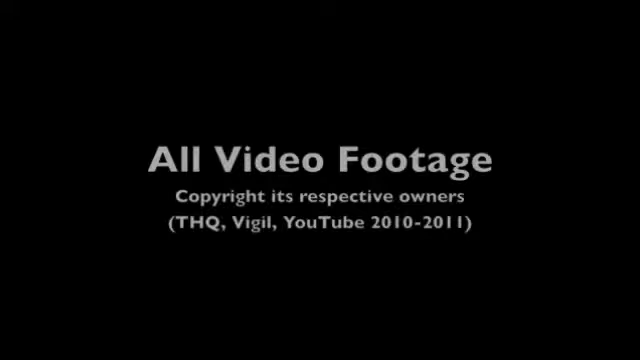 All Video Footage
Copyright its respective owners
(THQ, Vigil, YouTube 2010-2011)